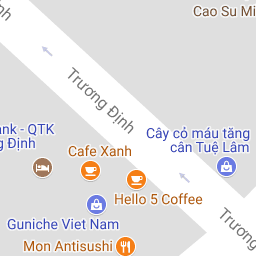 ịnh
Cao Su Mi
Trương Định
ank - QTK
g Định
Cây cỏ máu tăng
cân Tuệ Lâm
Cafe Xanh
Hello 5 Coffee
Guniche Viet Nam
Trương
Mon Antisushi